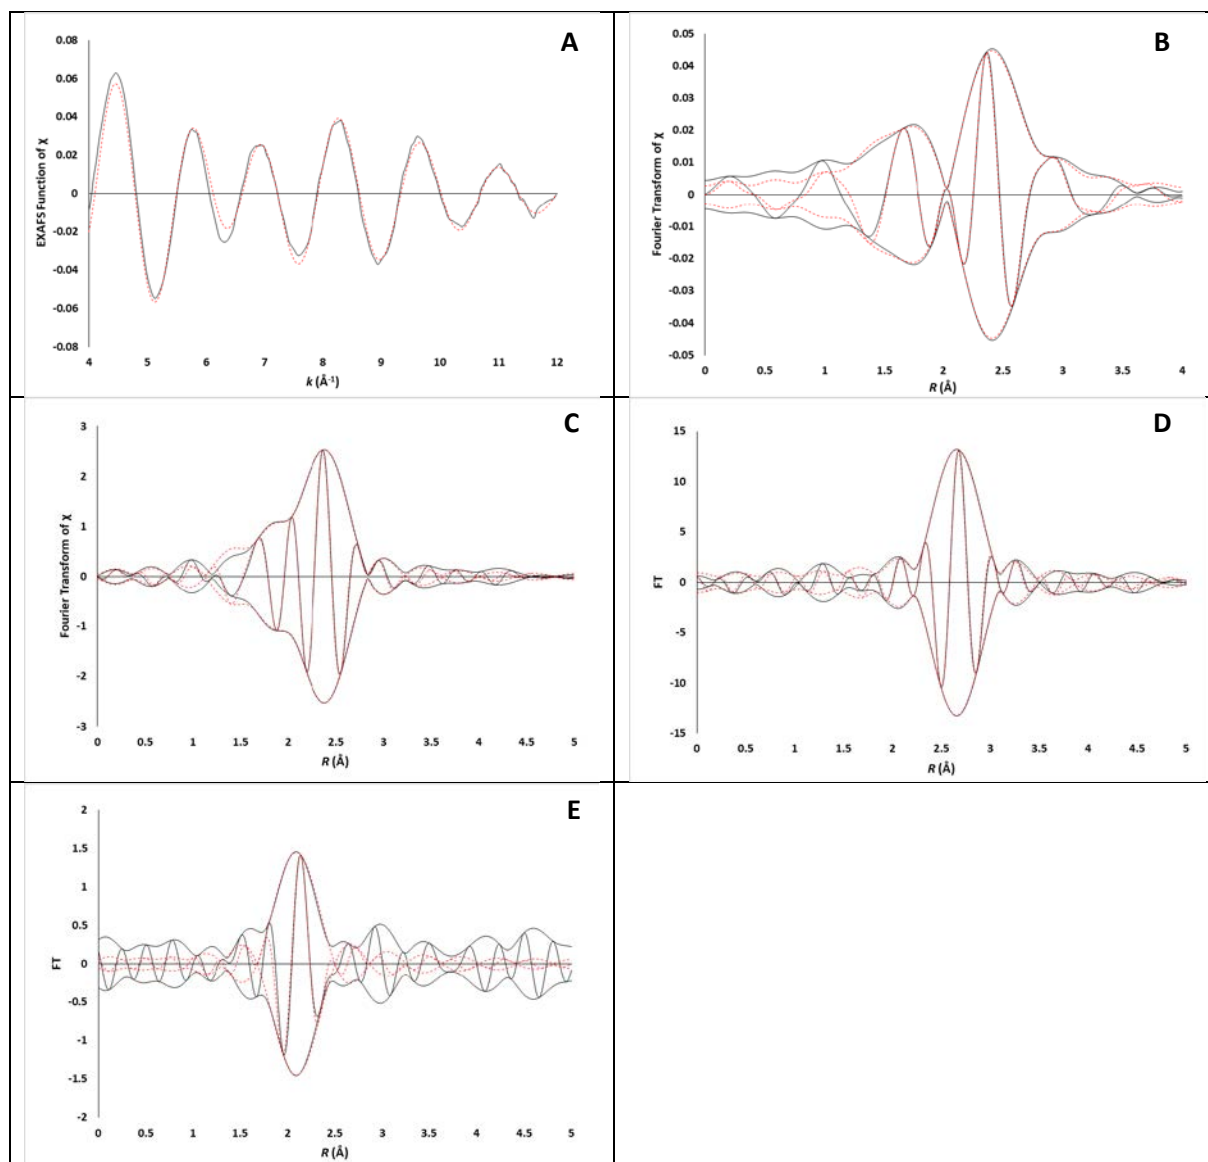 A
EXAFS Function of χ
0.08
0.06
0.04
0.02
0
-0.02
-0.04
-0.06
-0.08
4 5 6 7 8 9 10 11 12
k (Å-1)
B
Fourier Transform of χ
0.05
0.04
0.03
0.02
0.01
0
-0.01
-0.02
-0.03
-0.04
-0.05
0 0.5 1 1.5 2 2.5 3 3.5 4
R (Å)
C
Fourier Transform of χ
3
2
1
0
-1
-2
-3
0 0.5 1 1.5 2 2.5 3 3.5 4 4.5 5
R (Å)
D
FT
15
10
5
0
-5
-10
-15
0 0.5 1 1.5 2 2.5 3 3.5 4 4.5 5
R (Å)
E
FT
2
1.5
1
0.5
0
-0.5
-1
-1.5
-2
0 0.5 1 1.5 2 2.5 3 3.5 4 4.5 5
R (Å)